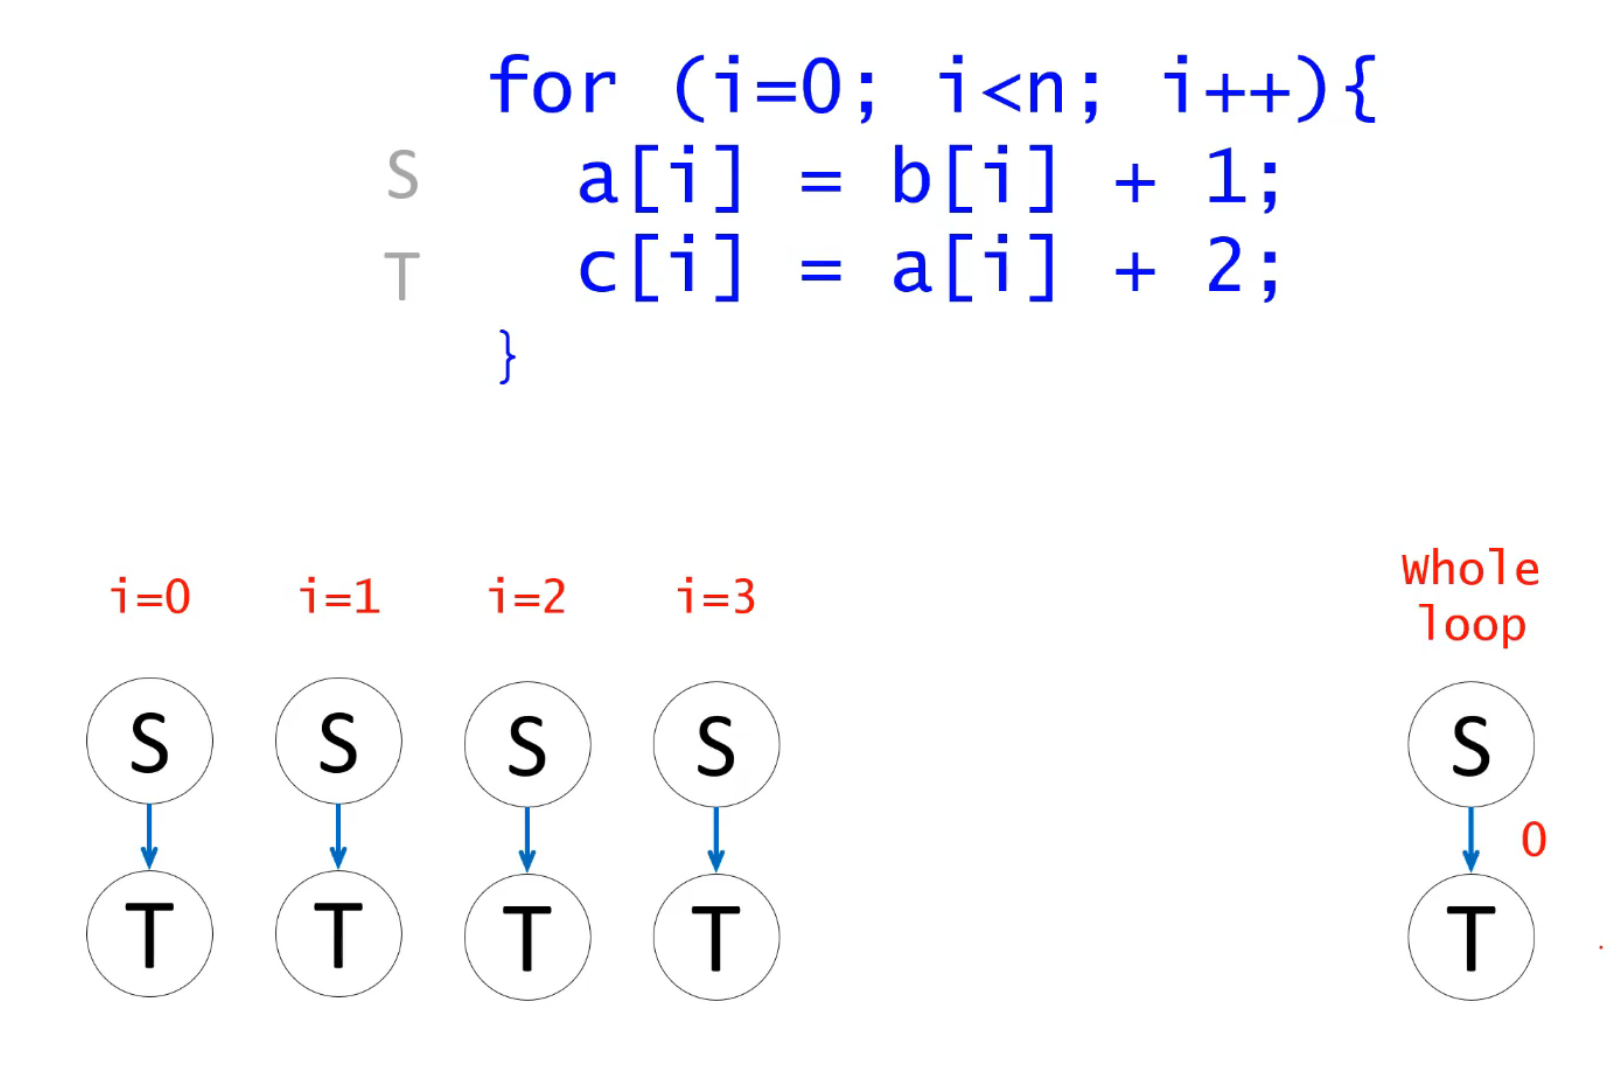 for (i=0; i<n; i++){
S a[i] = b[i] + 1;
T c[i] = a[i] + 2;
}
i=0 i=1 i=2 i=3 Whole
loop
S S S S S
0
T T T T T